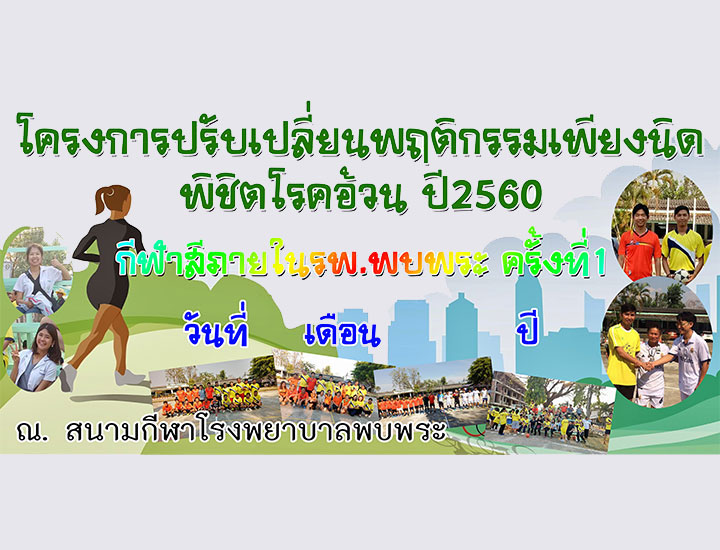 โครงการปรับเปลี่ยนพฤติกรรมเพียงนิด
พิชิตโรคอ้วน ปี2560
กีฬาสีภายในรพ.พบพระ ครั้งที่1
วันที่ เดือน ปี
ณ. สนามกีฬาโรงพยาบาลพบพระ